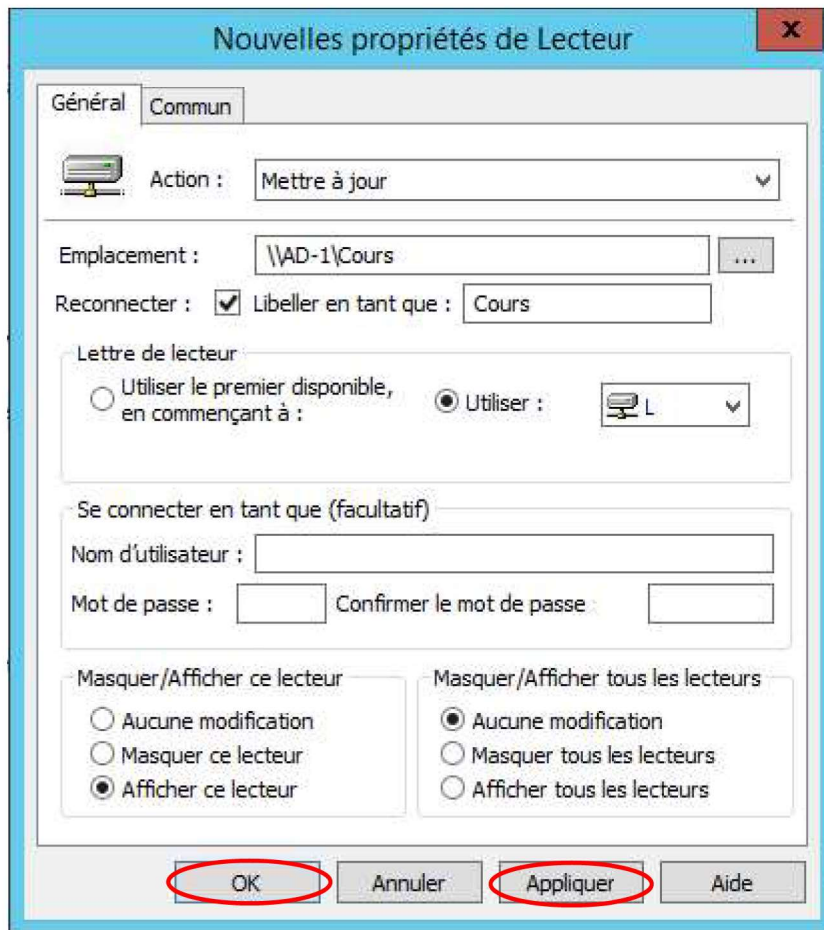 Nouvelles propriétés de Lecteur
x
Général Commun
Action : Mettre à jour
Emplacement : \\AD-1\Cours ...
Reconnecter : Libeller en tant que : Cours
Lettre de lecteur
Utiliser le premier disponible,
en commençant à : Utiliser : L
Se connecter en tant que (facultatif)
Nom d'utilisateur :
Mot de passe : Confirmer le mot de passe
Masquer/Afficher ce lecteur Masquer/Afficher tous les lecteurs
Aucune modification Aucune modification
Masquer ce lecteur Masquer tous les lecteurs
Afficher ce lecteur Afficher tous les lecteurs
OK Annuler Appliquer Aide